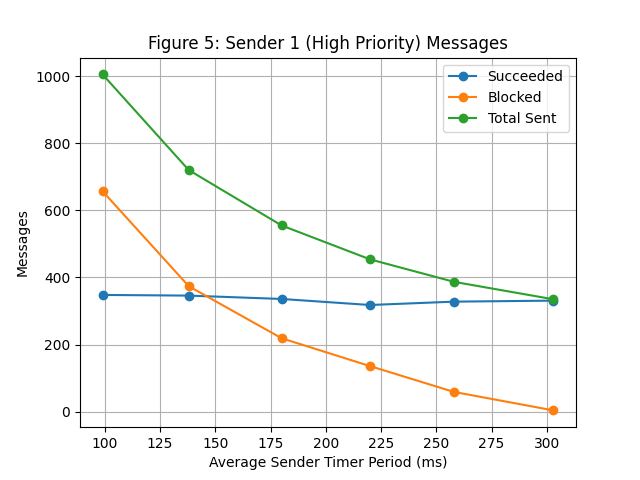 Figure 5: Sender 1 (High Priority) Messages
Succeeded
Blocked
Total Sent
Messages
1000
800
600
400
200
0
100 125 150 175 200 225 250 275 300
Average Sender Timer Period (ms)